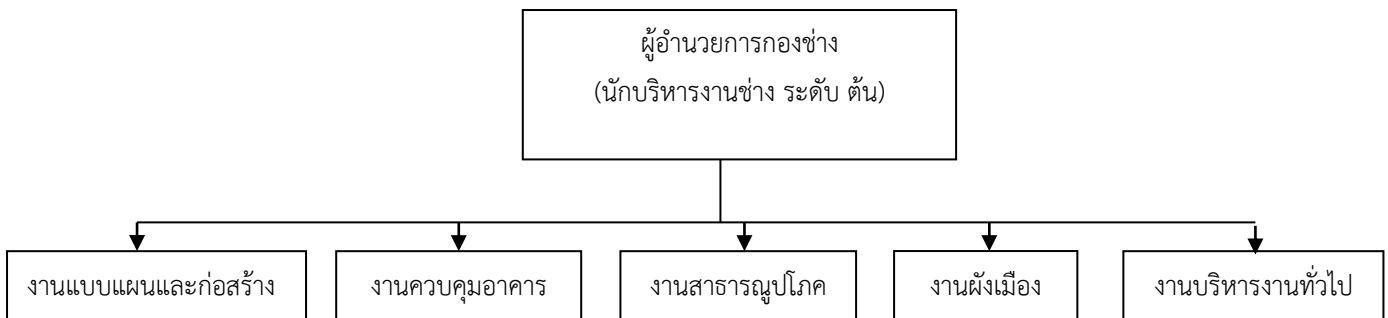 ผู้อำนวยการกองช่าง
(นักบริหารงานช่าง ระดับ ต้น)
งานแบบแผนและก่อสร้าง
งานควบคุมอาคาร
งานสาธารณูปโภค
งานผังเมือง
งานบริหารงานทั่วไป